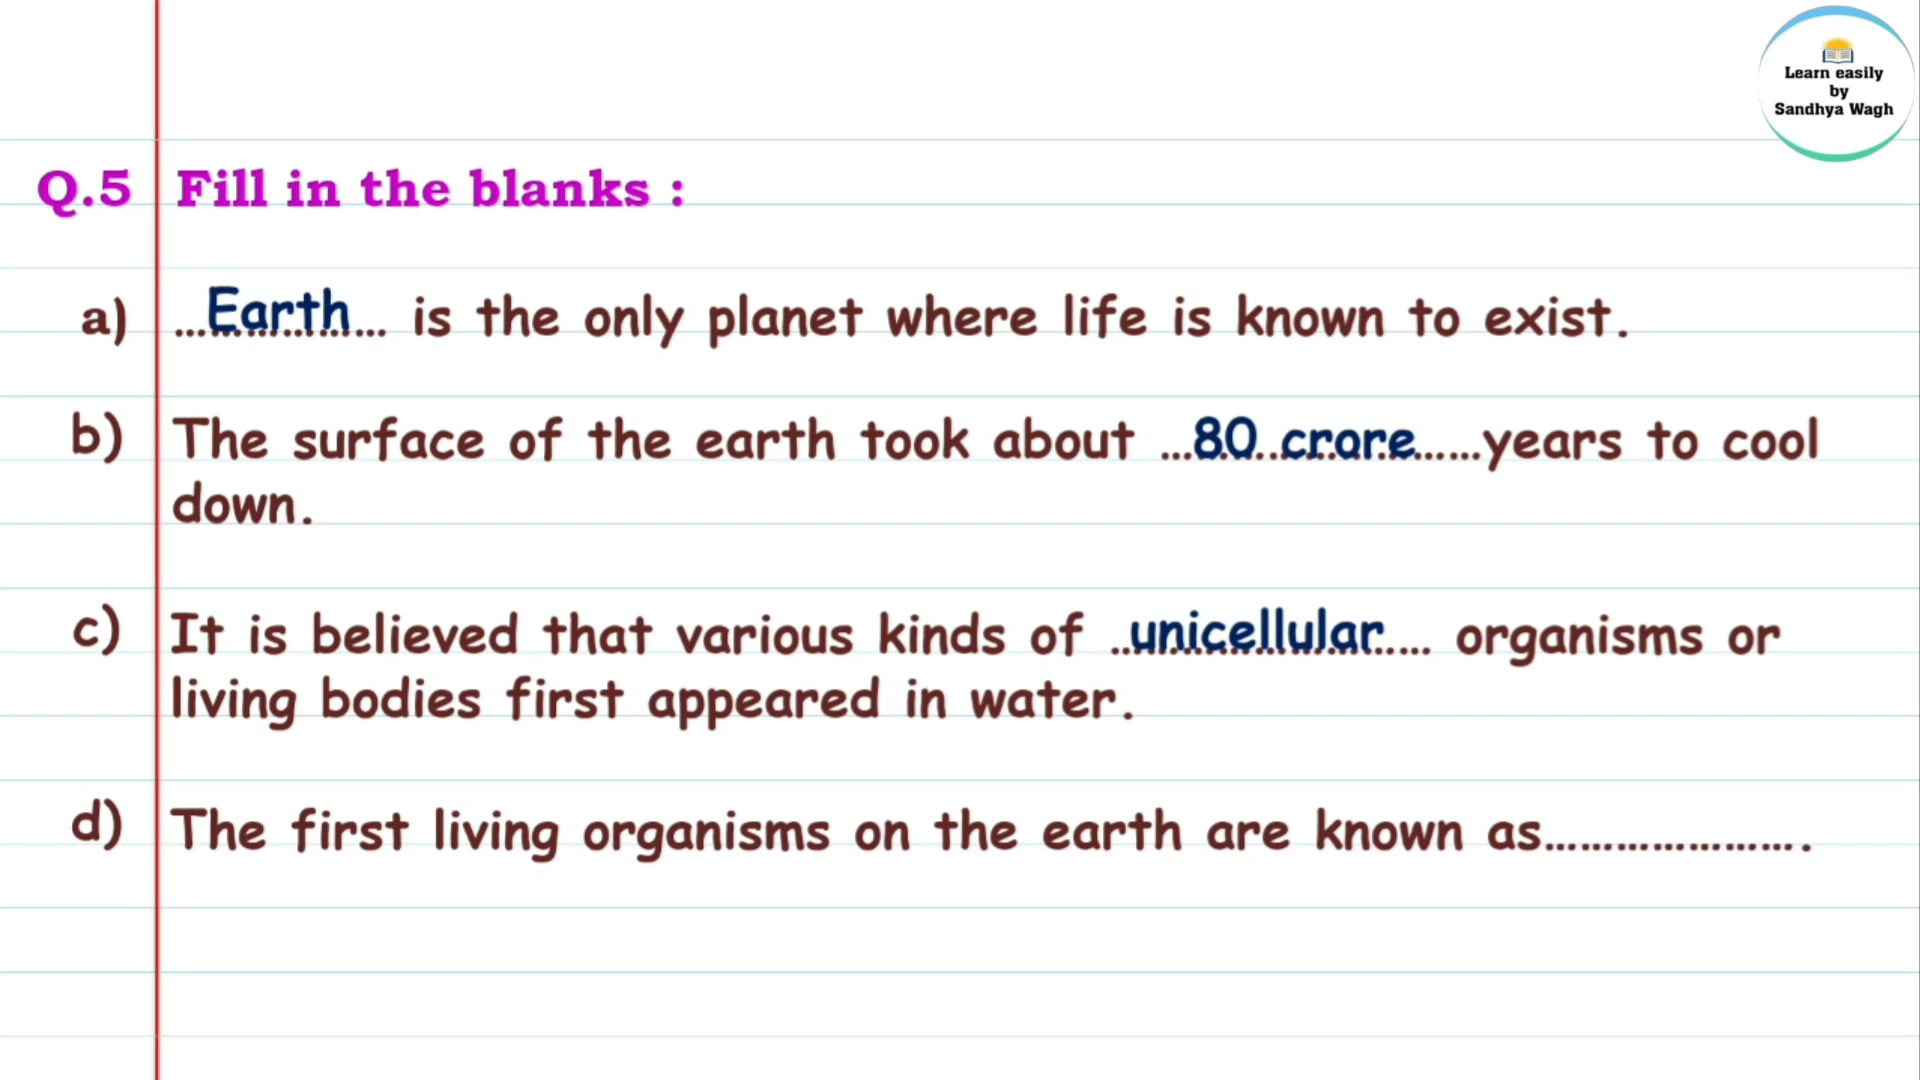 Learn easily
by
Sandhya Wagh
Q.5 Fill in the blanks :
a) ...Earth... is the only planet where life is known to exist.
b) The surface of the earth took about ...80 crore......years to cool
down.
c) It is believed that various kinds of ..unicellular..... organisms or
living bodies first appeared in water.
d) The first living organisms on the earth are known as......................